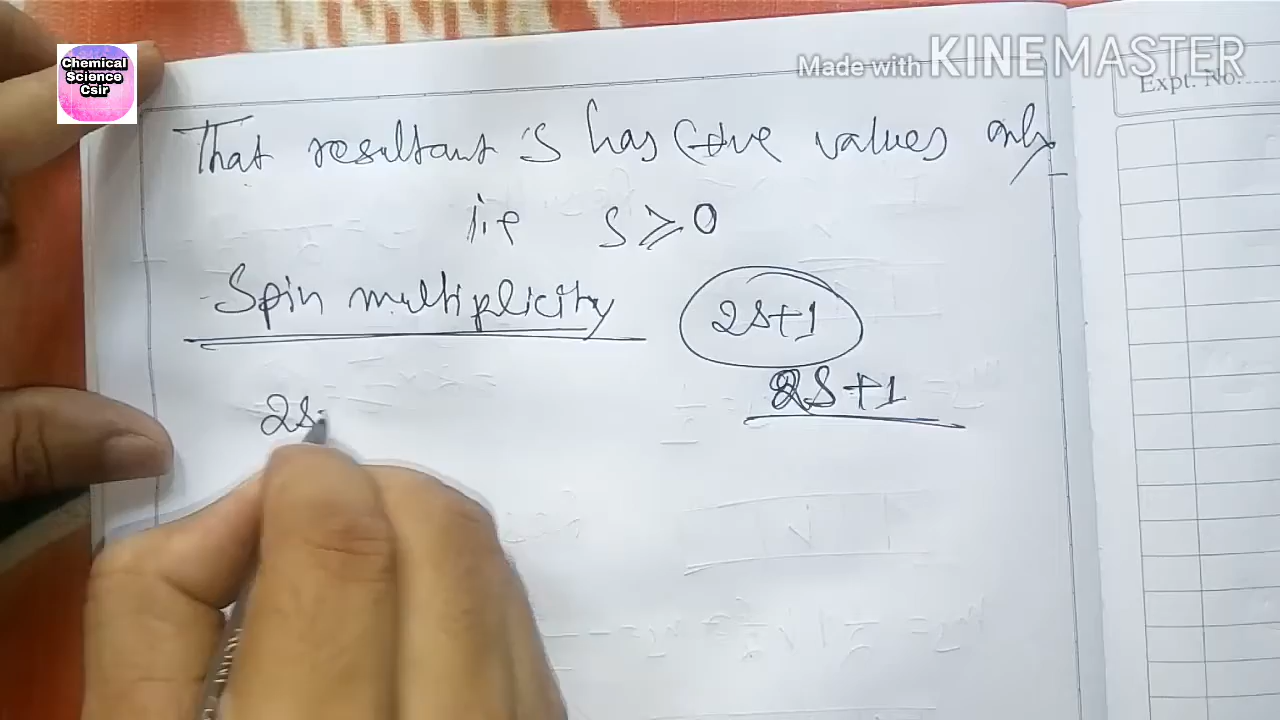 Chemical
Science
Csir
Made with KINEMASTER
Expt. No.
That resultant S has (+)ve values only
i.e S ≥ 0
Spin multiplicity 2s+1
2S+1
2s